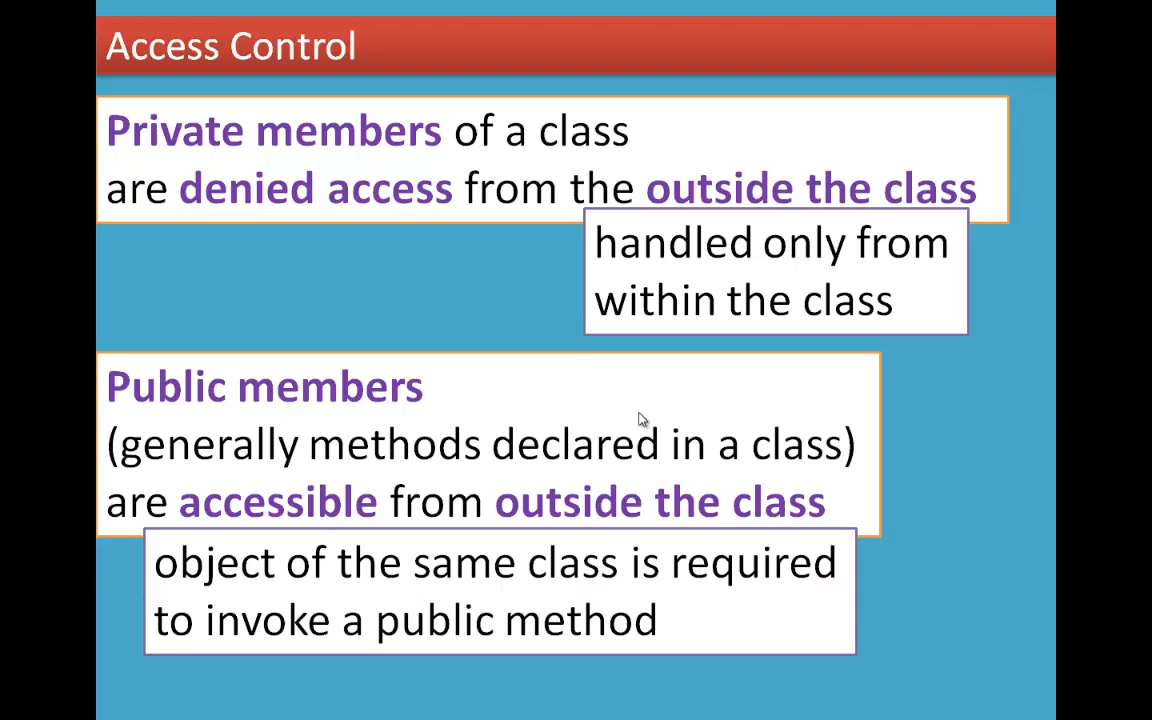 Access Control
Private members of a class
are denied access from the outside the class
handled only from
within the class
Public members
(generally methods declared in a class)
are accessible from outside the class
object of the same class is required
to invoke a public method